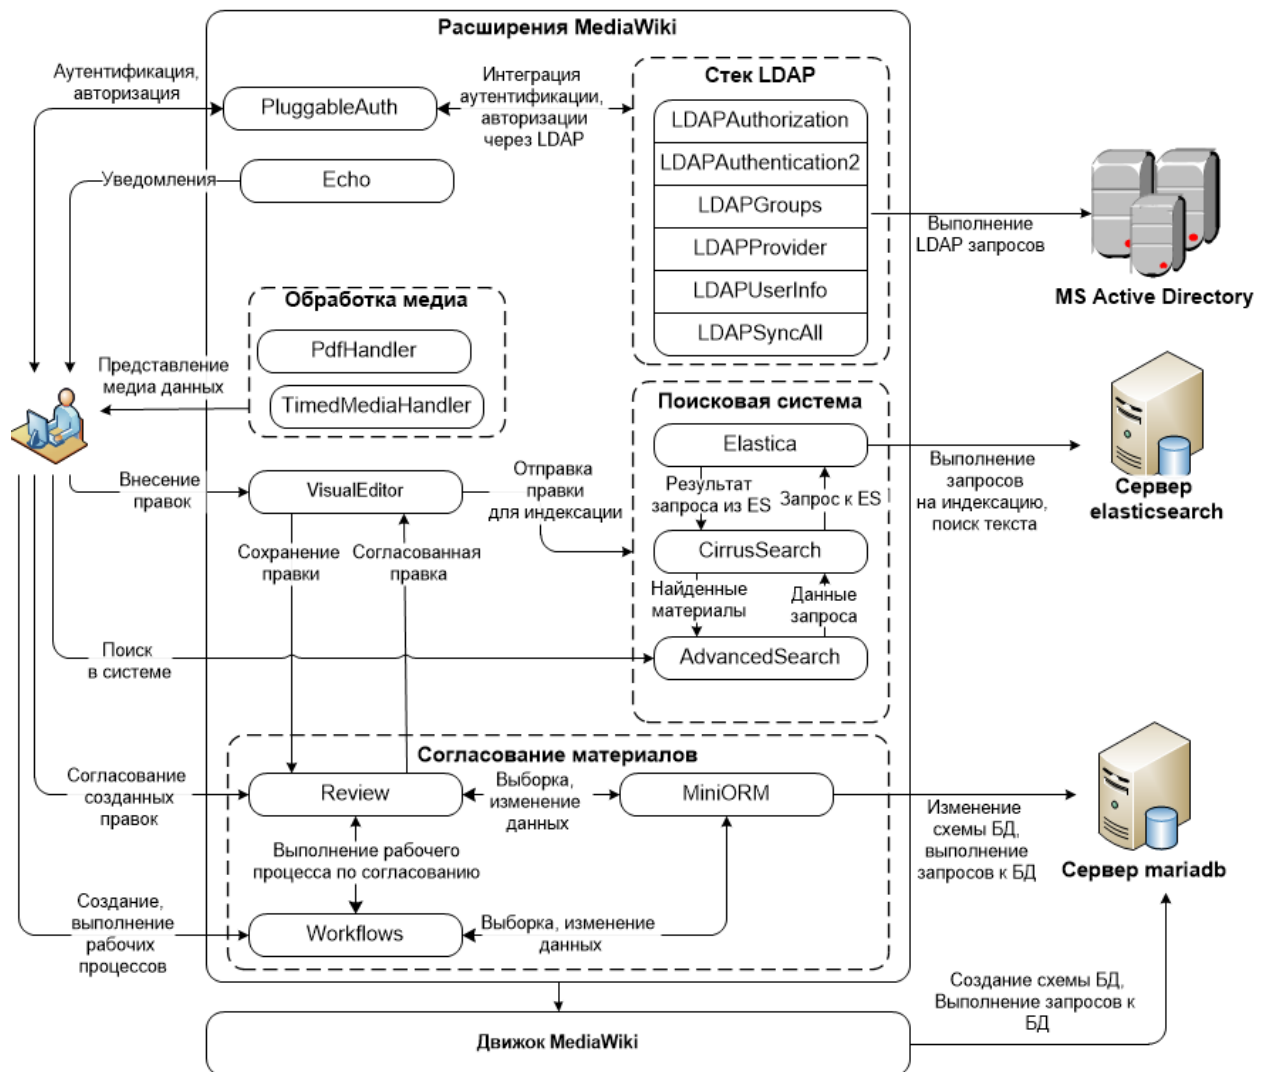 Расширения MediaWiki
Аутентификация,
авторизация
PluggableAuth
Интеграция
аутентификации,
авторизации
через LDAP
Стек LDAP
LDAPAuthorization
LDAPAuthentication2
LDAPGroups
LDAPProvider
LDAPUserInfo
LDAPSyncAll
Выполнение
LDAP запросов
MS Active Directory
Уведомления
Echo
Обработка медиа
PdfHandler
TimedMediaHandler
Представление
медиа данных
Поисковая система
Elastica
Результат
запроса из ES
Запрос к ES
CirrusSearch
Найденные
материалы
Данные
запроса
AdvancedSearch
Выполнение
запросов
на индексацию,
поиск текста
Сервер
elasticsearch
Внесение
правок
VisualEditor
Отправка
правки
для индексации
Сохранение
правки
Согласованная
правка
Поиск
в системе
Согласование материалов
Согласование
созданных
правок
Review
Выборка,
изменение
данных
MiniORM
Изменение
схемы БД,
выполнение
запросов к БД
Сервер mariadb
Выполнение рабочего
процесса по согласованию
Создание,
выполнение
рабочих
процессов
Workflows
Выборка, изменение
данных
Создание схемы БД,
Выполнение запросов к
БД
Движок MediaWiki